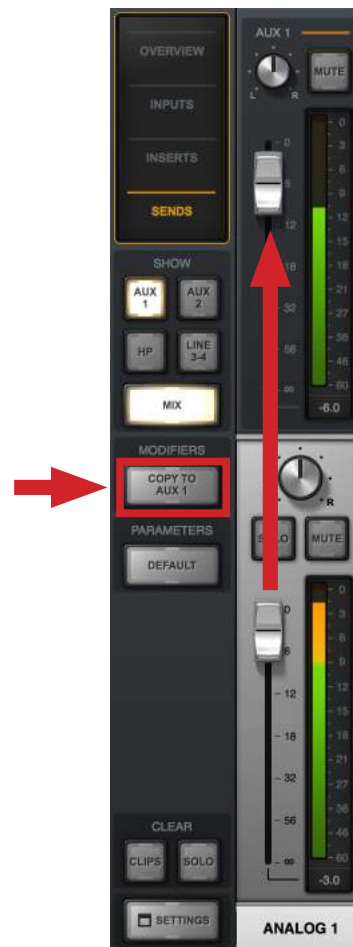 OVERVIEW
INPUTS
INSERTS
SENDS
SHOW
AUX 1
AUX 2
HP
LINE 3-4
MIX
MODIFIERS
COPY TO
AUX 1
PARAMETERS
DEFAULT
CLEAR
CLIPS
SOLO
SETTINGS
AUX 1
MUTE
L R
0
6
12
18
32
56
∞
0
3
6
9
12
15
18
21
27
38
46
60
-6.0
R
SOLO
MUTE
0
6
12
18
32
56
∞
0
3
6
9
12
15
18
21
27
38
46
60
-3.0
ANALOG 1